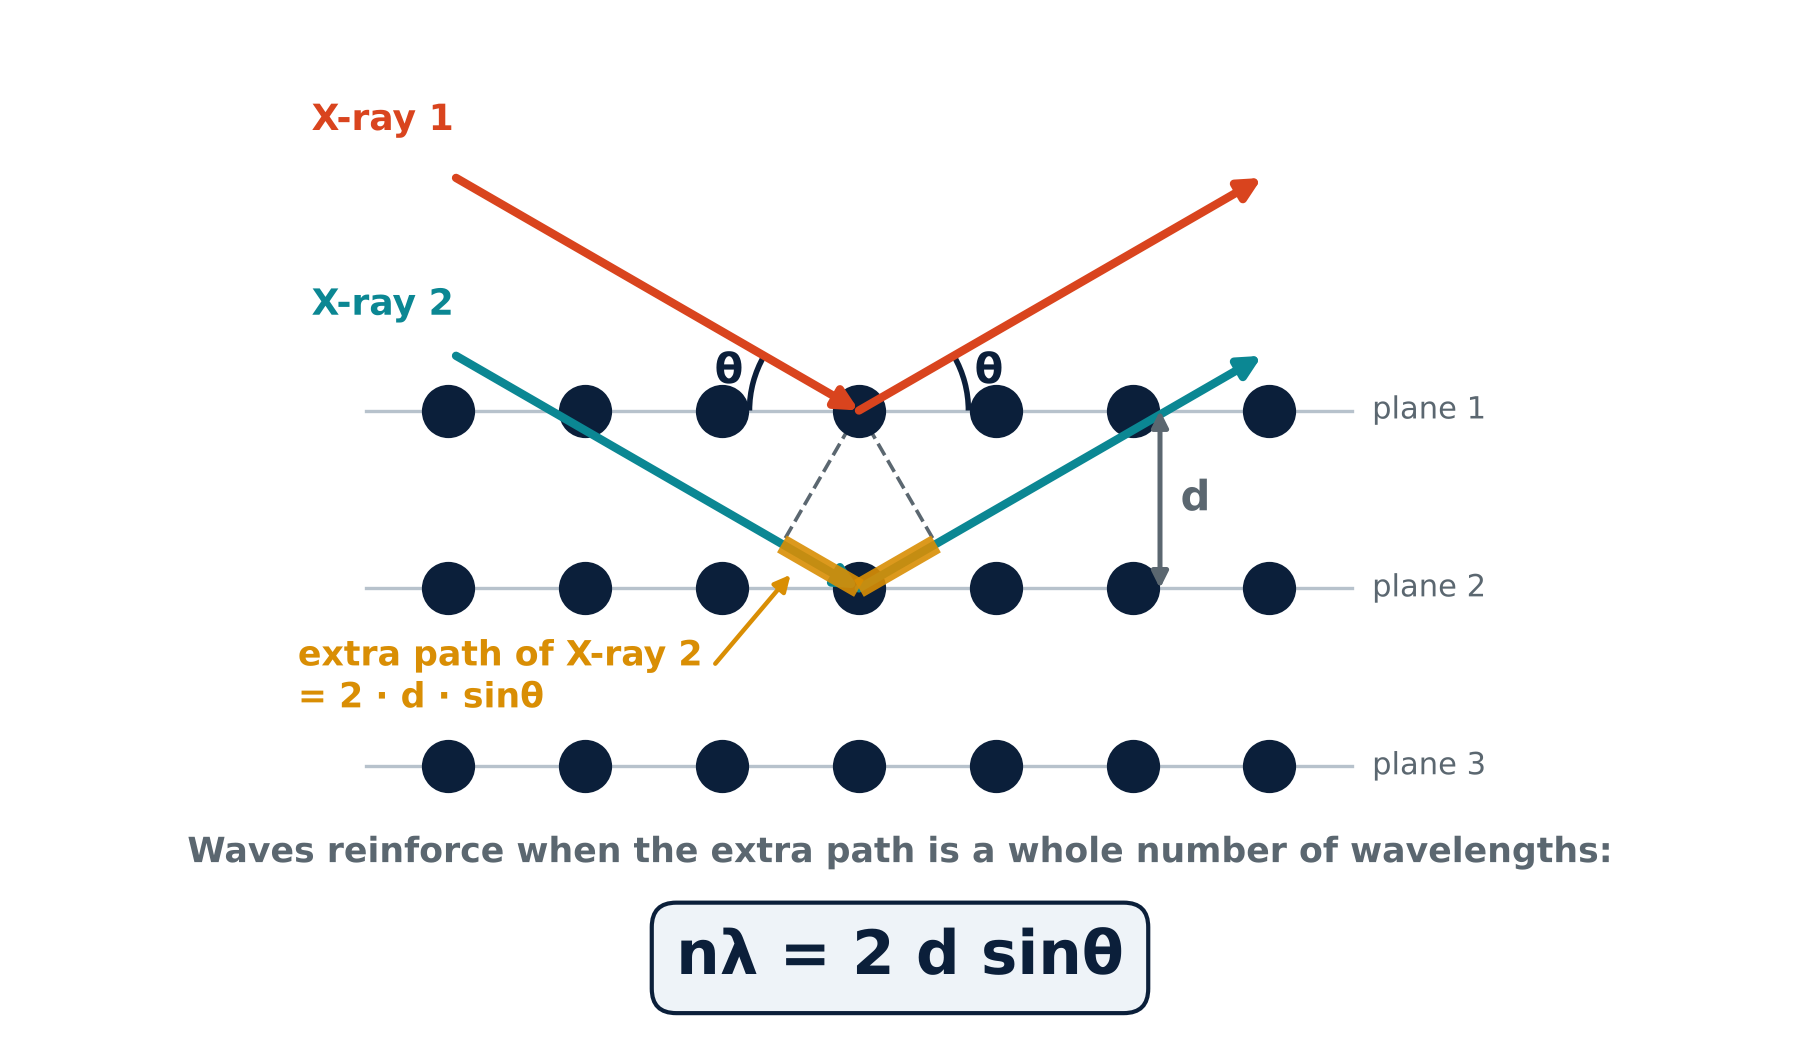 X-ray 1
X-ray 2
θ
θ
plane 1
d
plane 2
extra path of X-ray 2
= 2 · d · sinθ
plane 3
Waves reinforce when the extra path is a whole number of wavelengths:
nλ = 2 d sinθ